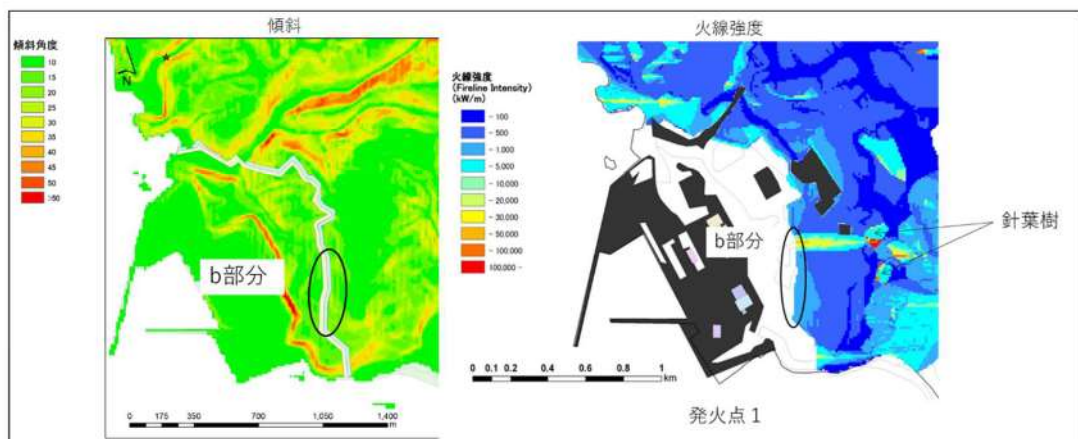 傾斜
傾斜角度
10
15
20
25
30
35
40
45
50
>50
N
b部分
0 175 350 700 1,050 1,400
m
火線強度
火線強度
(Fireline Intensity)
(kW/m)
- 100
- 500
- 1,000
- 5,000
- 10,000
- 20,000
- 30,000
- 50,000
- 100,000
100,000 -
b部分
針葉樹
0 0.1 0.2 0.4 0.6 0.8 1
km
発火点 1